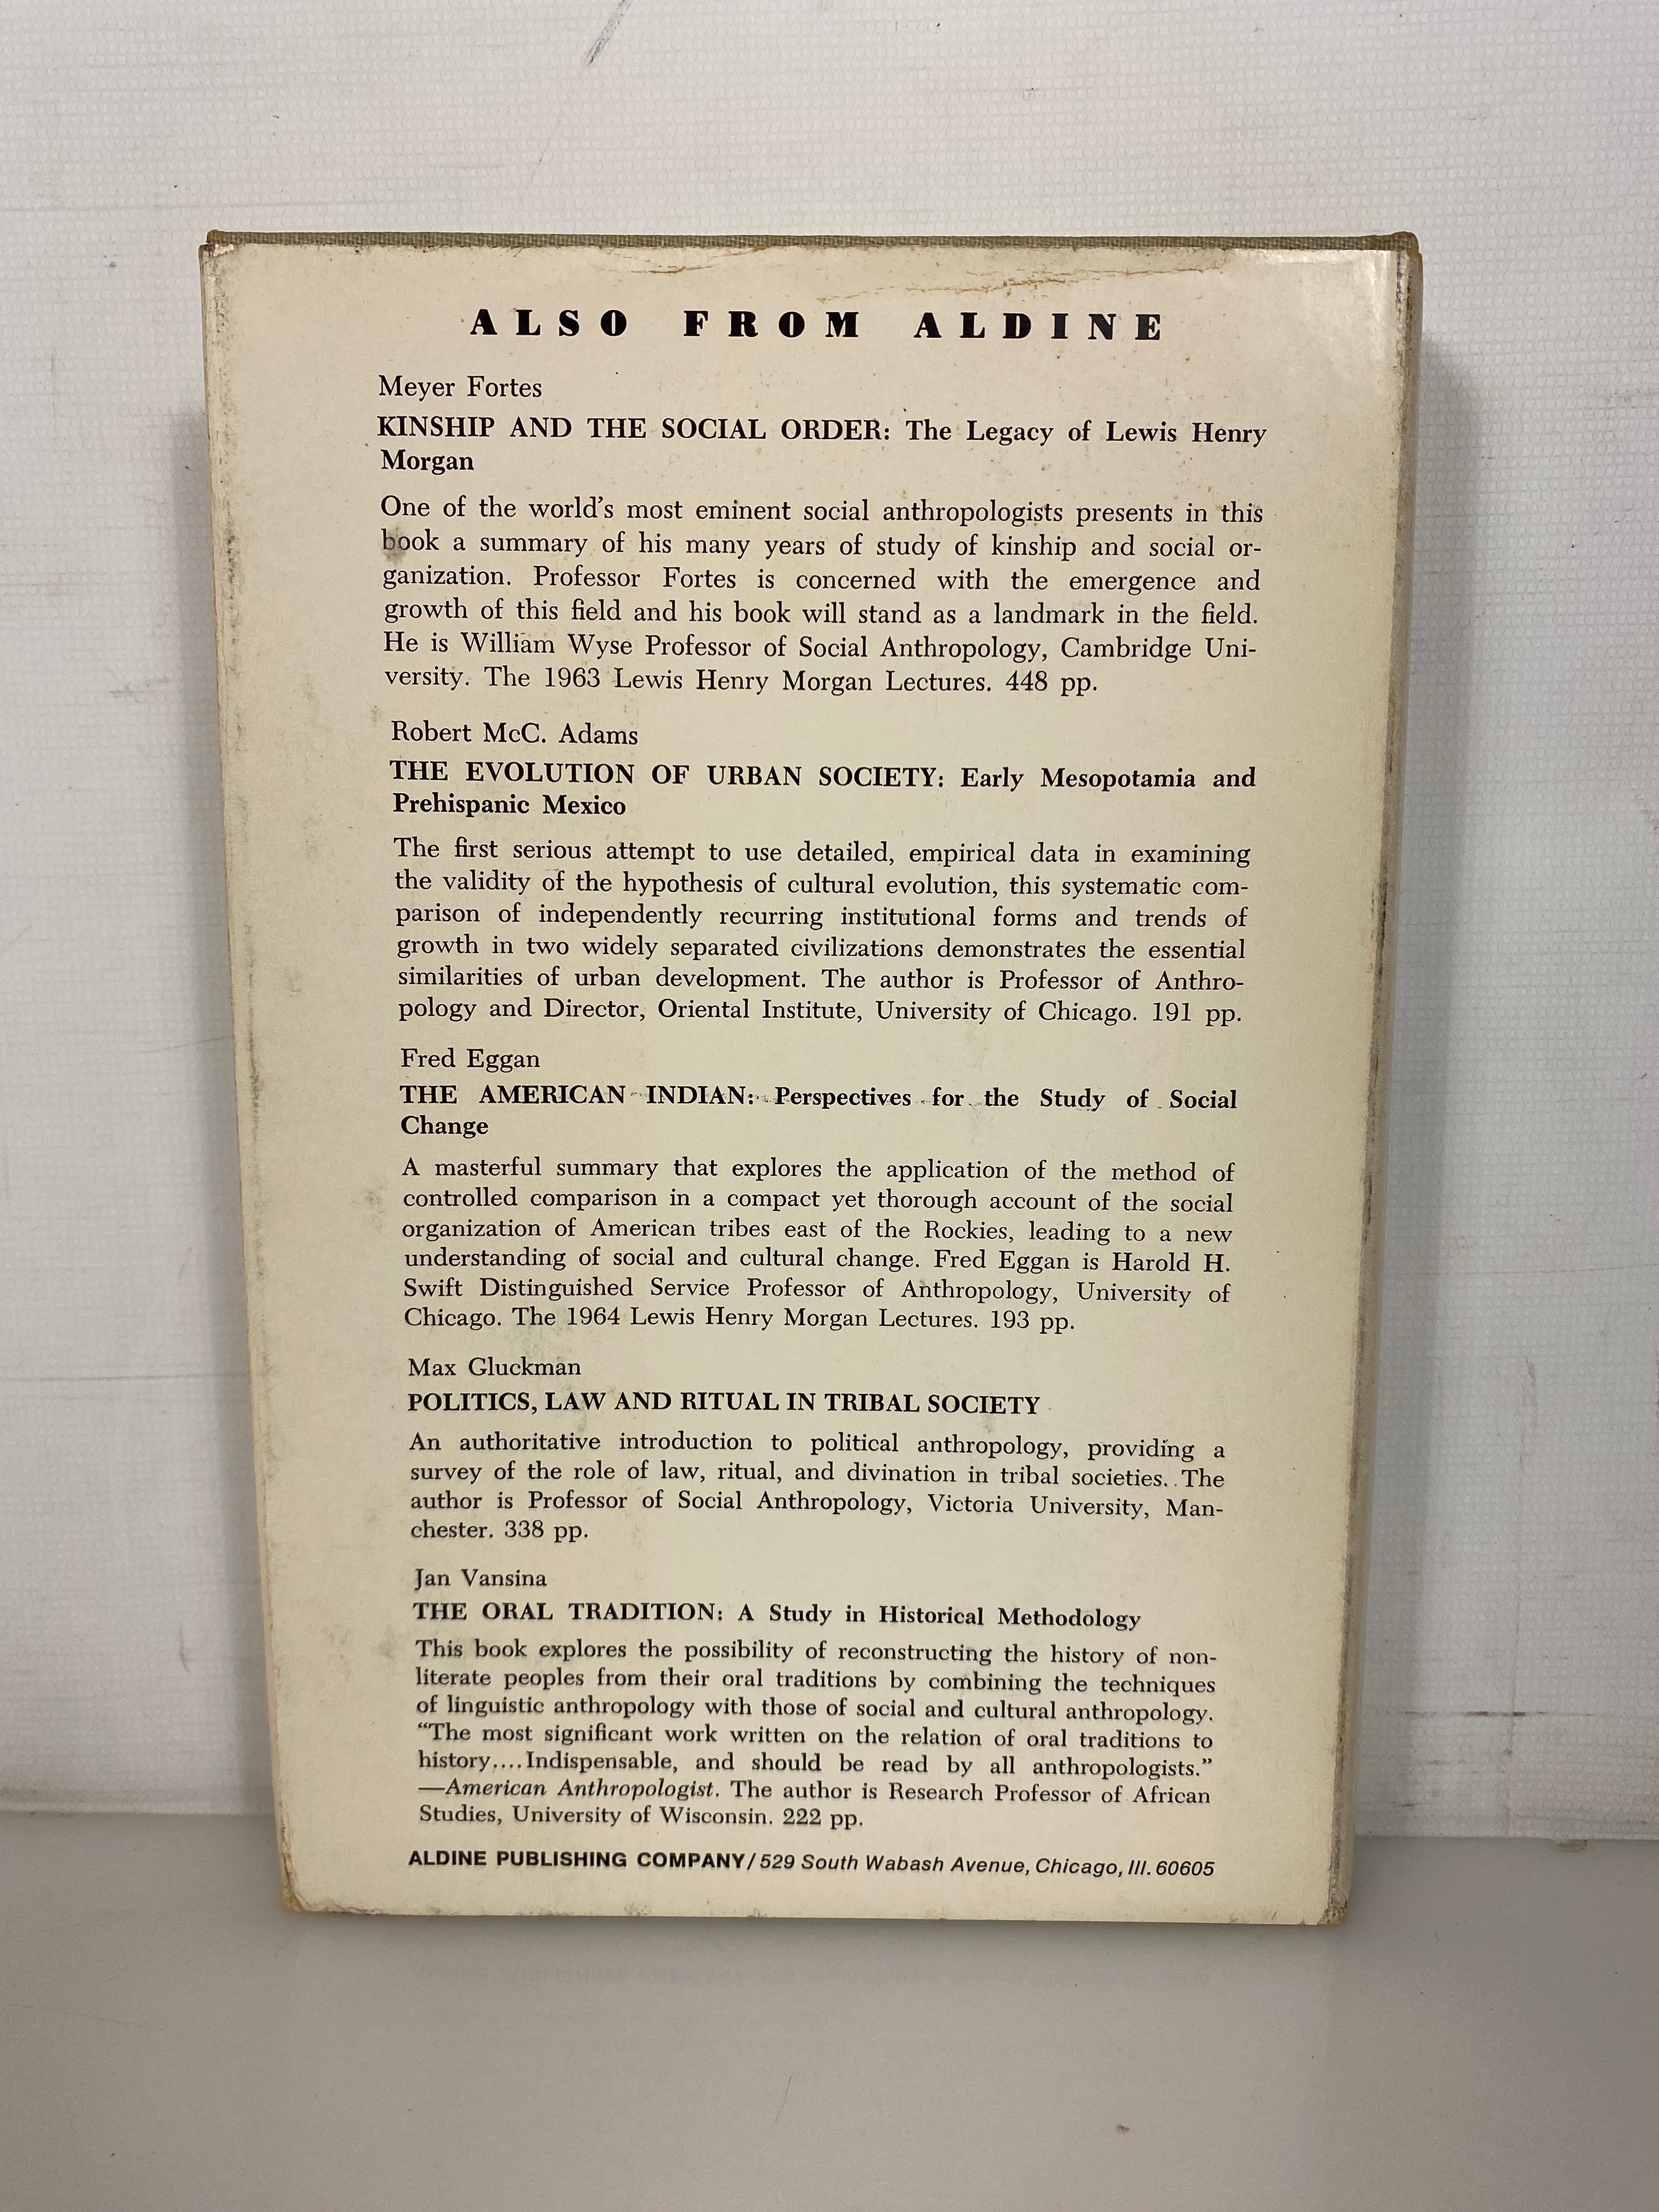 ALSO FROM ALDINE
Meyer Fortes
KINSHIP AND THE SOCIAL ORDER: The Legacy of Lewis Henry
Morgan
One of the world's most eminent social anthropologists presents in this
book a summary of his many years of study of kinship and social or-
ganization. Professor Fortes is concerned with the emergence and
growth of this field and his book will stand as a landmark in the field.
He is William Wyse Professor of Social Anthropology, Cambridge Uni-
versity. The 1963 Lewis Henry Morgan Lectures. 448 pp.
Robert McC. Adams
THE EVOLUTION OF URBAN SOCIETY: Early Mesopotamia and
Prehispanic Mexico
The first serious attempt to use detailed, empirical data in examining
the validity of the hypothesis of cultural evolution, this systematic com-
parison of independently recurring institutional forms and trends of
growth in two widely separated civilizations demonstrates the essential
similarities of urban development. The author is Professor of Anthro-
pology and Director, Oriental Institute, University of Chicago. 191 pp.
Fred Eggan
THE AMERICAN INDIAN: Perspectives for the Study of Social
Change
A masterful summary that explores the application of the method of
controlled comparison in a compact yet thorough account of the social
organization of American tribes east of the Rockies, leading to a new
understanding of social and cultural change. Fred Eggan is Harold H.
Swift Distinguished Service Professor of Anthropology, University of
Chicago. The 1964 Lewis Henry Morgan Lectures. 193 pp.
Max Gluckman
POLITICS, LAW AND RITUAL IN TRIBAL SOCIETY
An authoritative introduction to political anthropology, providing a
survey of the role of law, ritual, and divination in tribal societies. The
author is Professor of Social Anthropology, Victoria University, Man-
chester. 338 pp.
Jan Vansina
THE ORAL TRADITION: A Study in Historical Methodology
This book explores the possibility of reconstructing the history of non-
literate peoples from their oral traditions by combining the techniques
of linguistic anthropology with those of social and cultural anthropology.
“The most significant work written on the relation of oral traditions to
history.... Indispensable, and should be read by all anthropologists.”
—American Anthropologist. The author is Research Professor of African
Studies, University of Wisconsin. 222 pp.
ALDINE PUBLISHING COMPANY/529 South Wabash Avenue, Chicago, Ill. 60605